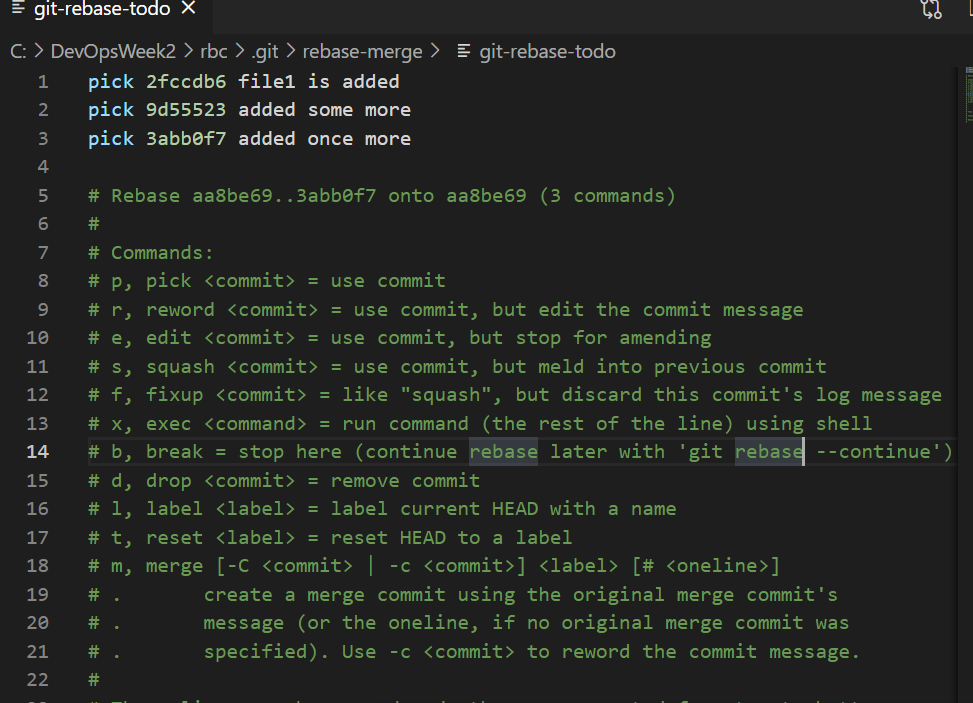 git-rebase-todo ×
C: > DevOpsWeek2 > rbc > .git > rebase-merge > git-rebase-todo
1 pick 2fccdb6 file1 is added
2 pick 9d55523 added some more
3 pick 3abb0f7 added once more
4
5 # Rebase aa8be69..3abb0f7 onto aa8be69 (3 commands)
6 #
7 # Commands:
8 # p, pick <commit> = use commit
9 # r, reword <commit> = use commit, but edit the commit message
10 # e, edit <commit> = use commit, but stop for amending
11 # s, squash <commit> = use commit, but meld into previous commit
12 # f, fixup <commit> = like "squash", but discard this commit's log message
13 # x, exec <command> = run command (the rest of the line) using shell
14 # b, break = stop here (continue rebase later with 'git rebase --continue')
15 # d, drop <commit> = remove commit
16 # l, label <label> = label current HEAD with a name
17 # t, reset <label> = reset HEAD to a label
18 # m, merge [-C <commit> | -c <commit>] <label> [# <oneline>]
19 # .       create a merge commit using the original merge commit's
20 # .       message (or the oneline, if no original merge commit was
21 # .       specified). Use -c <commit> to reword the commit message.
22 #